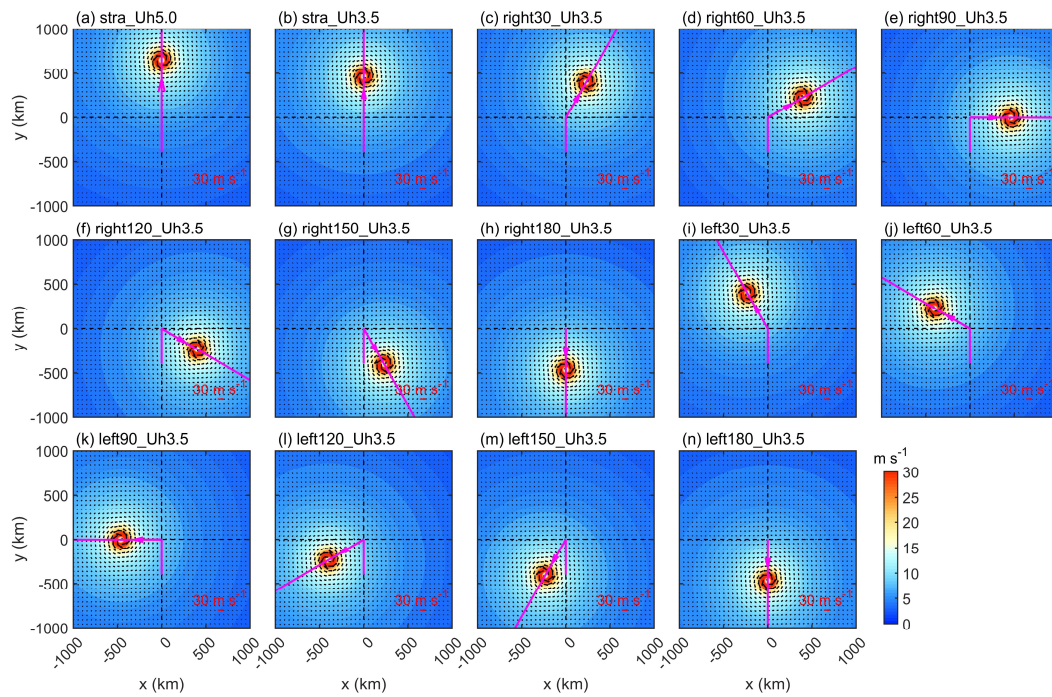 (a) stra_Uh5.0
(b) stra_Uh3.5
(c) right30_Uh3.5
(d) right60_Uh3.5
(e) right90_Uh3.5
1000
500
0
-500
-1000
y (km)
30 m s⁻¹
30 m s⁻¹
30 m s⁻¹
30 m s⁻¹
30 m s⁻¹
(f) right120_Uh3.5
(g) right150_Uh3.5
(h) right180_Uh3.5
(i) left30_Uh3.5
(j) left60_Uh3.5
1000
500
0
-500
-1000
y (km)
30 m s⁻¹
30 m s⁻¹
30 m s⁻¹
30 m s⁻¹
30 m s⁻¹
(k) left90_Uh3.5
(l) left120_Uh3.5
(m) left150_Uh3.5
(n) left180_Uh3.5
1000
500
0
-500
-1000
y (km)
30 m s⁻¹
30 m s⁻¹
30 m s⁻¹
30 m s⁻¹
m s⁻¹
30
25
20
15
10
5
0
-1000 -500 0 500 1000
-1000 -500 0 500 1000
-1000 -500 0 500 1000
-1000 -500 0 500 1000
x (km)
x (km)
x (km)
x (km)